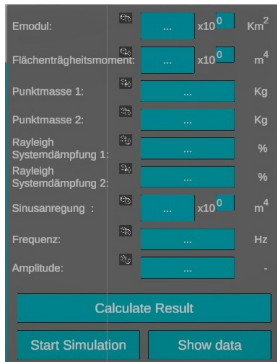 Emodul: ... x10 0 Km2
Flächenträgheitsmoment: ... x10 0 m4
Punktmasse 1: ... Kg
Punktmasse 2: ... Kg
Rayleigh
Systemdämpfung 1: ... %
Rayleigh
Systemdämpfung 2: ... %
Sinusanregung : ... x10 0 m4
Frequenz: ... Hz
Amplitude: ... -
Calculate Result
Start Simulation Show data